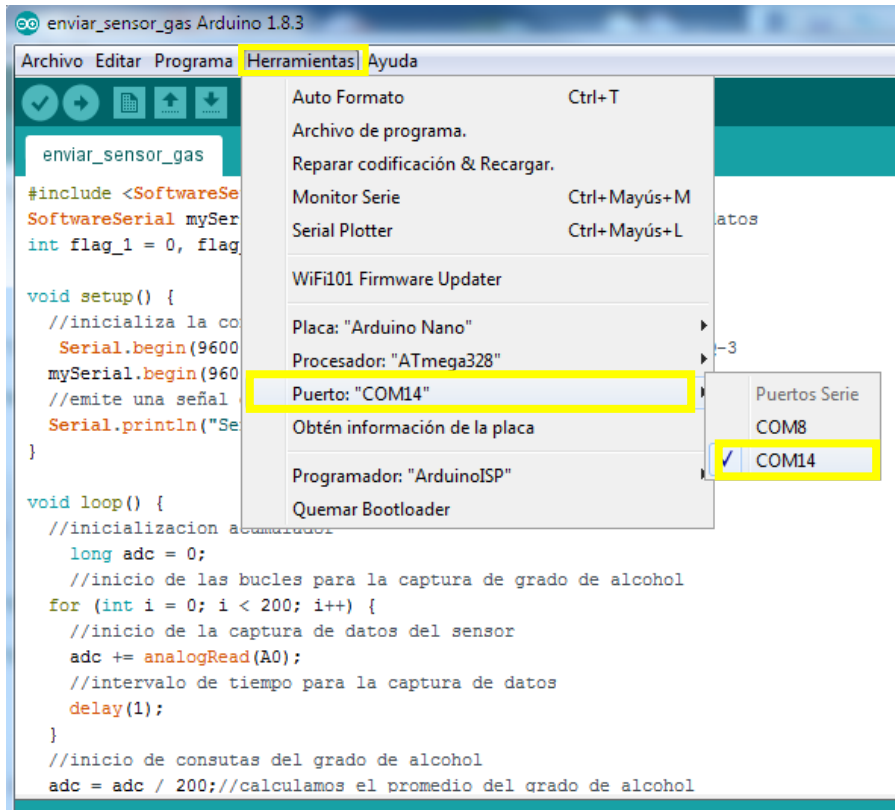 enviar_sensor_gas Arduino 1.8.3
Archivo Editar Programa Herramientas Ayuda
Auto Formato Ctrl+T
Archivo de programa.
Reparar codificación & Recargar.
Monitor Serie Ctrl+Mayús+M
Serial Plotter Ctrl+Mayús+L
WiFi101 Firmware Updater
Placa: "Arduino Nano"
Procesador: "ATmega328"
Puerto: "COM14"
Obtén información de la placa
Programador: "ArduinoISP"
Quemar Bootloader
Puertos Serie
COM8
COM14
enviar_sensor_gas
#include <SoftwareSe
SoftwareSerial mySer atos
int flag_1 = 0, flag_
void setup() {
//inicializa la co
Serial.begin(9600 -3
mySerial.begin(960
//emite una señal
Serial.println("Se
}
void loop() {
//inicializacion acumulador
long adc = 0;
//inicio de las bucles para la captura de grado de alcohol
for (int i = 0; i < 200; i++) {
//inicio de la captura de datos del sensor
adc += analogRead(A0);
//intervalo de tiempo para la captura de datos
delay(1);
}
//inicio de consutas del grado de alcohol
adc = adc / 200;//calculamos el promedio del grado de alcohol